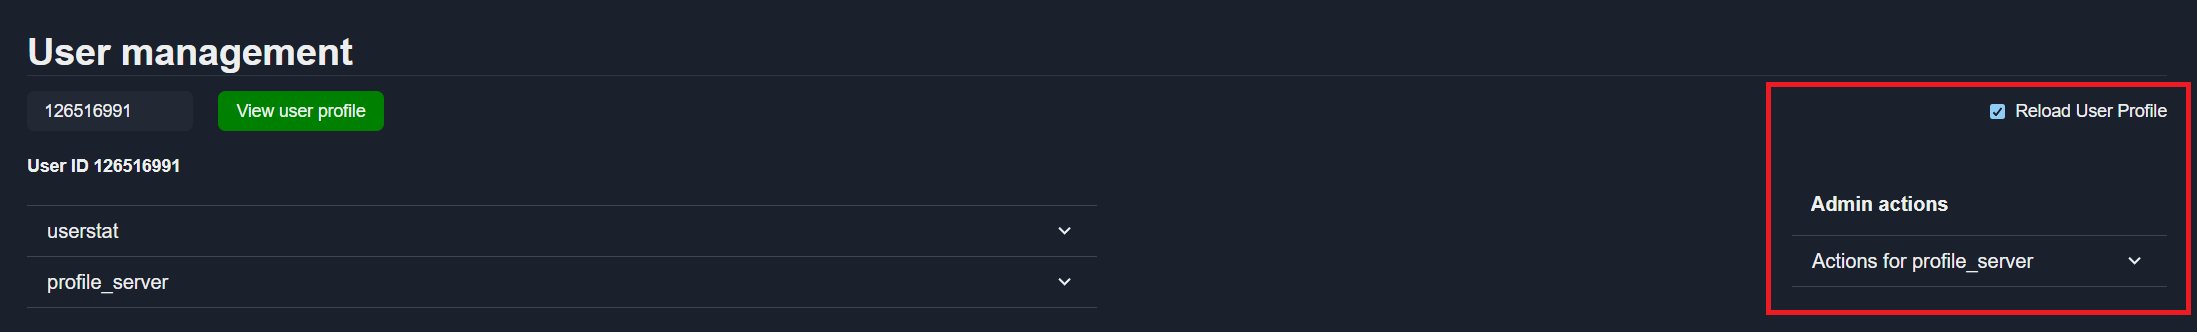 User management
126516991
View user profile
Reload User Profile
User ID 126516991
Admin actions
userstat
Actions for profile_server
profile_server